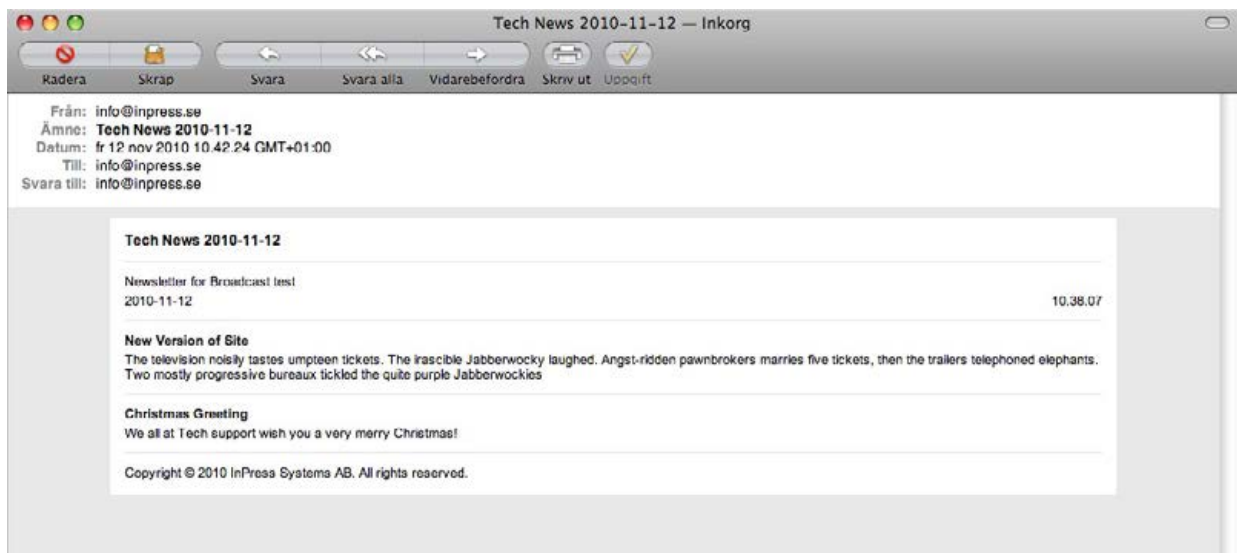 Tech News 2010-11-12 — Inkorg
Radera Skrap Svara Svara alla Vidarebefordra Skriv ut Uppgift
Från: info@inpress.se
Ämne: Tech News 2010-11-12
Datum: fr 12 nov 2010 10.42.24 GMT+01:00
Till: info@inpress.se
Svara till: info@inpress.se
Tech News 2010-11-12
Newsletter for Broadcast test
2010-11-12 10.38.07
New Version of Site
The television noisily tastes umpteen tickets. The irascible Jabberwocky laughed. Angst-ridden pawnbrokers marries five tickets, then the trailers telephoned elephants.
Two mostly progressive bureaux tickled the quite purple Jabberwockies
Christmas Greeting
We all at Tech support wish you a very merry Christmas!
Copyright © 2010 InPress Systems AB. All rights reserved.